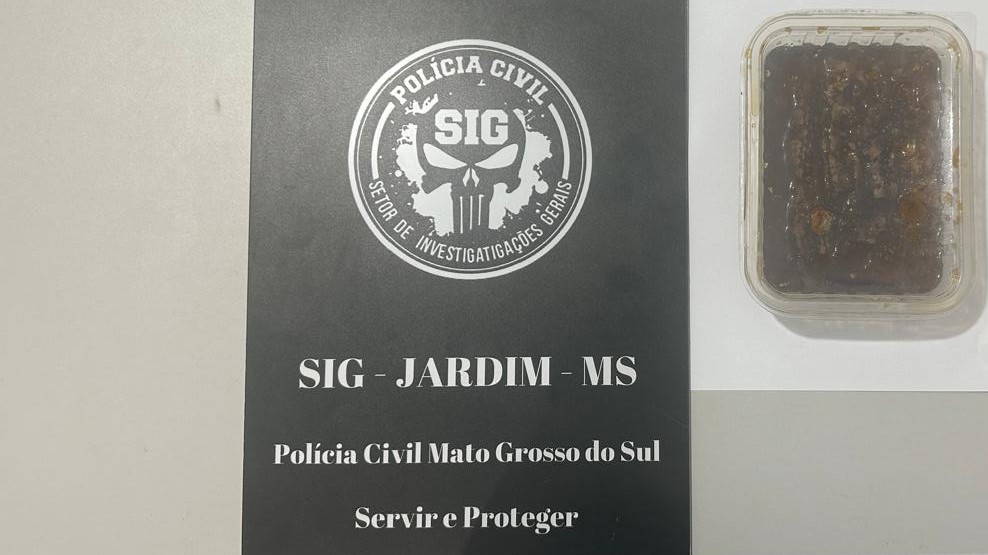 POLÍCIA CIVIL
SIG
SETOR DE INVESTIGATIGAÇÕES GERAIS
SIG - JARDIM - MS
Polícia Civil Mato Grosso do Sul
Servir e Proteger